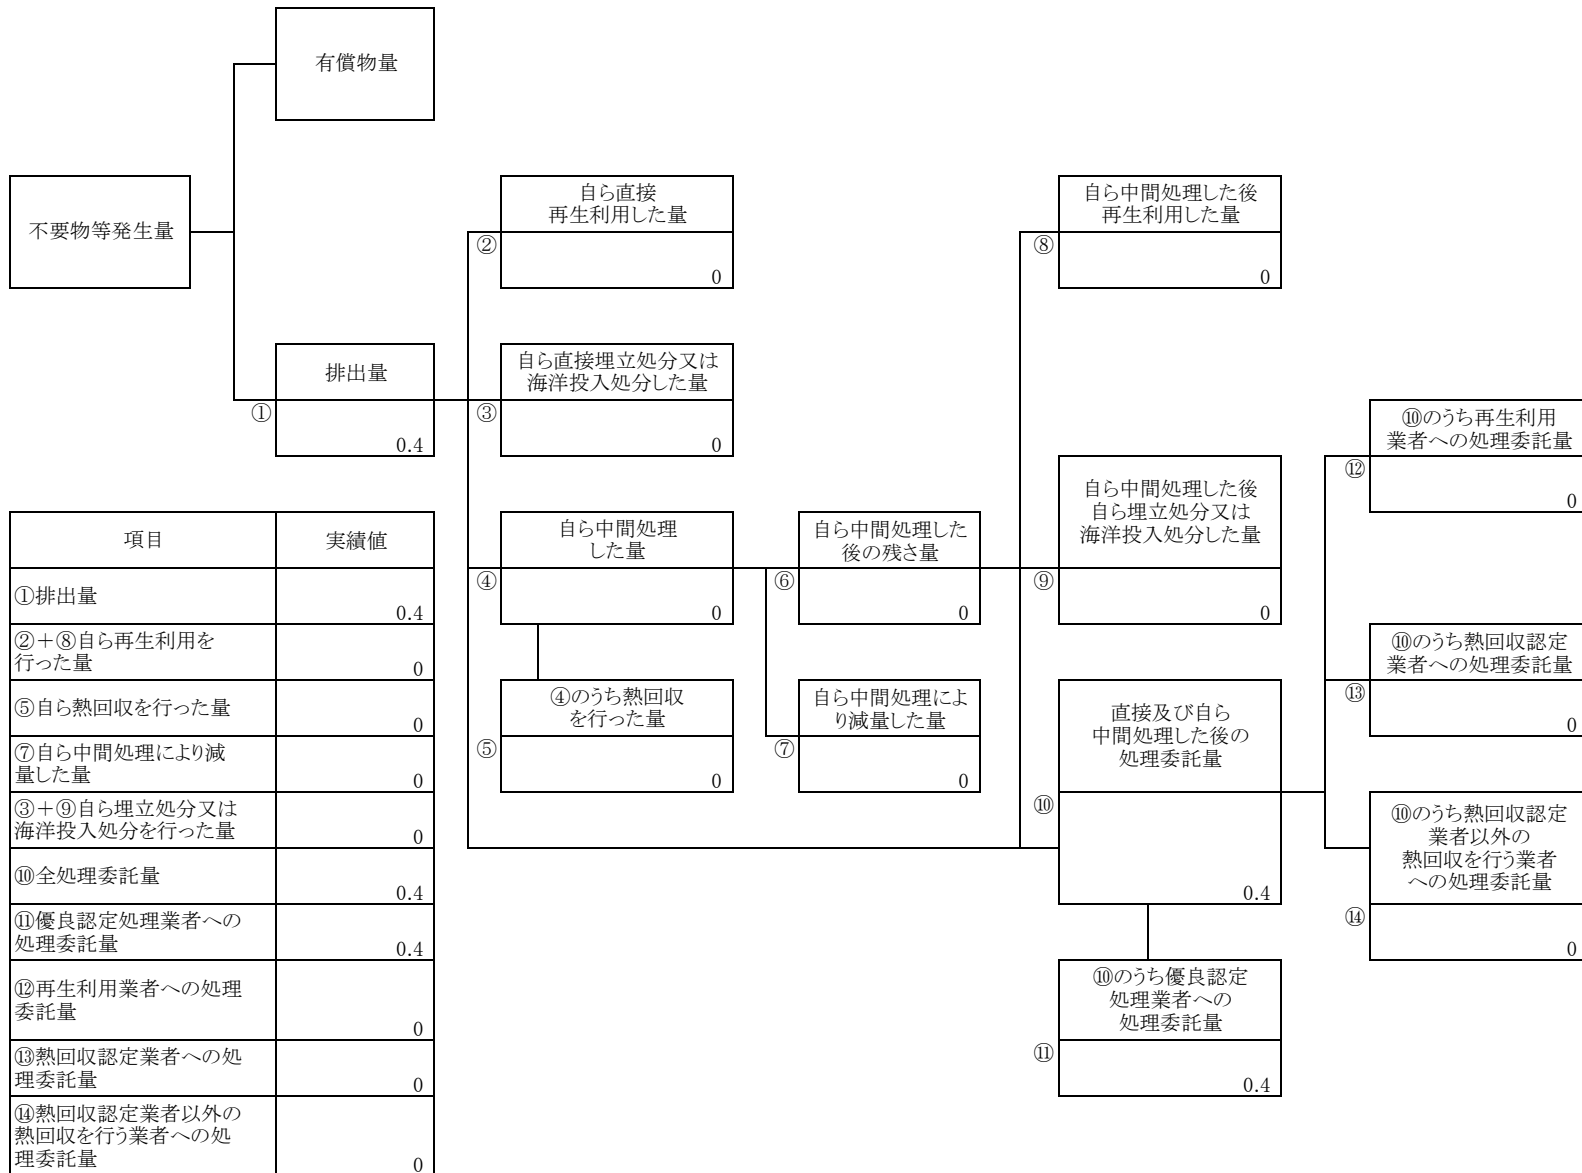 有償物量
不要物等発生量
自ら直接
再生利用した量
②
0
自ら中間処理した後
再生利用した量
⑧
0
排出量
①
0.4
自ら直接埋立処分又は
海洋投入処分した量
③
0
⑩のうち再生利用
業者への処理委託量
⑫
0
自ら中間処理した後
自ら埋立処分又は
海洋投入処分した量
⑨
0
自ら中間処理
した量
④
0
自ら中間処理した
後の残さ量
⑥
0
⑩のうち熱回収認定
業者への処理委託量
⑬
0
④のうち熱回収
を行った量
⑤
0
自ら中間処理によ
り減量した量
⑦
0
直接及び自ら
中間処理した後の
処理委託量
⑩
0.4
⑩のうち熱回収認定
業者以外の
熱回収を行う業者
への処理委託量
⑭
0
⑩のうち優良認定
処理業者への
処理委託量
⑪
0.4
項目 実績値
①排出量
0.4
②＋⑧自ら再生利用を
行った量
0
⑤自ら熱回収を行った量
0
⑦自ら中間処理により減
量した量
0
③＋⑨自ら埋立処分又は
海洋投入処分を行った量
0
⑩全処理委託量
0.4
⑪優良認定処理業者への
処理委託量
0.4
⑫再生利用業者への処理
委託量
0
⑬熱回収認定業者への処
理委託量
0
⑭熱回収認定業者以外の
熱回収を行う業者への処
理委託量
0